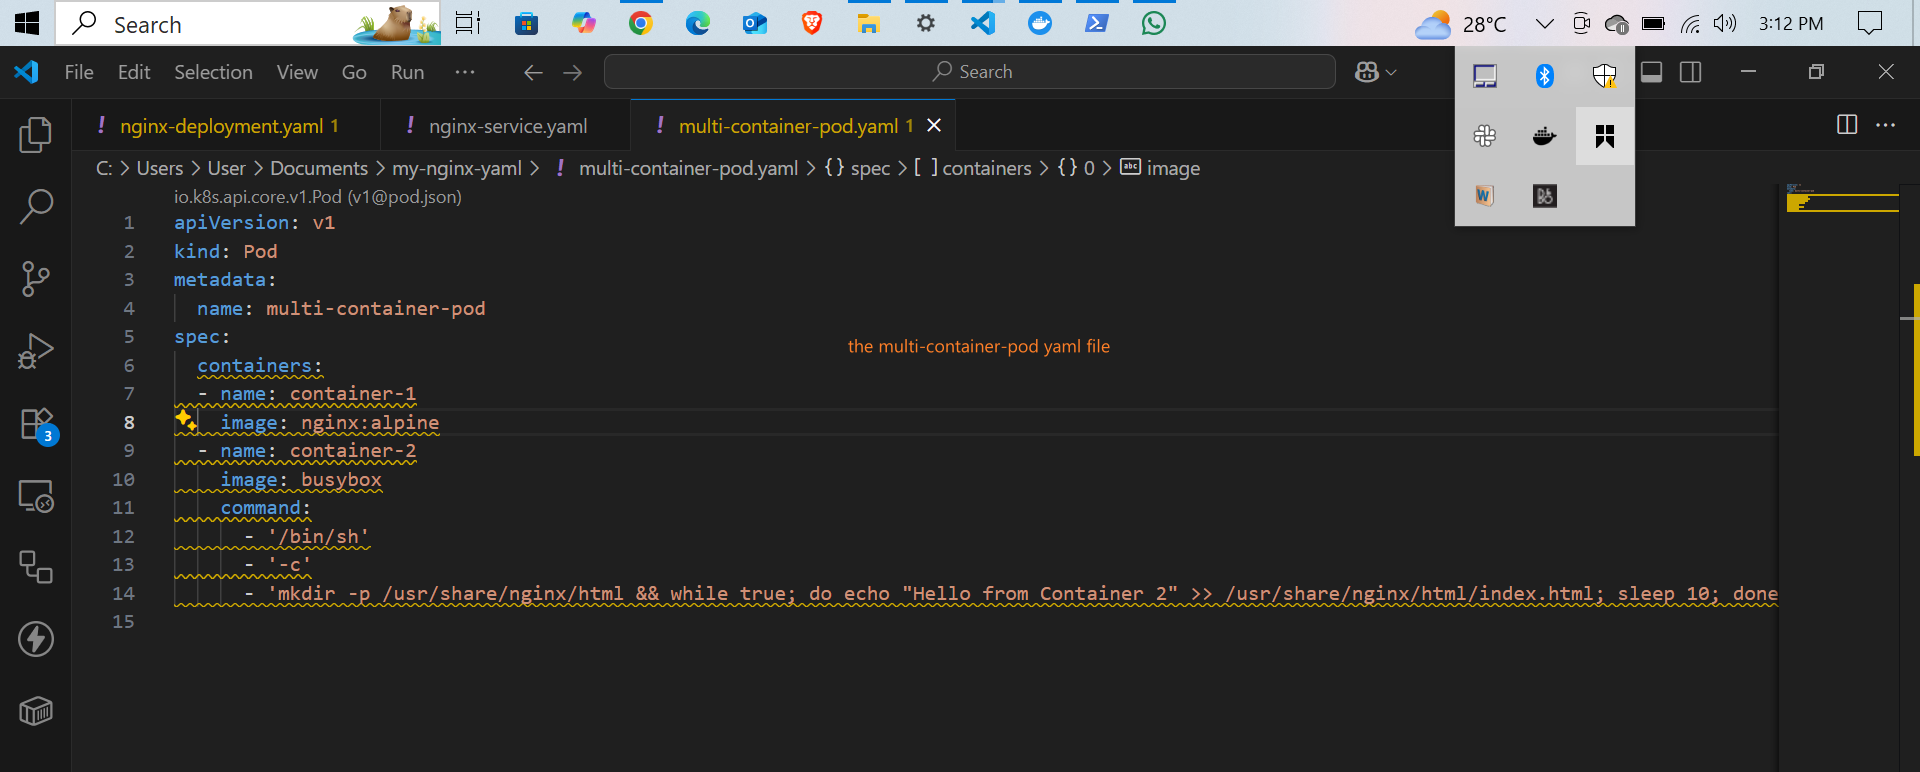 Search
28°C
3:12 PM
File Edit Selection View Go Run ···
Search
! nginx-deployment.yaml 1
! nginx-service.yaml
! multi-container-pod.yaml 1
C: > Users > User > Documents > my-nginx-yaml > ! multi-container-pod.yaml > {} spec > [ ] containers > {} 0 > abc image
io.k8s.api.core.v1.Pod (v1@pod.json)
1 apiVersion: v1
2 kind: Pod
3 metadata:
4 name: multi-container-pod
5 spec:
the multi-container-pod yaml file
6 containers:
7 - name: container-1
8 image: nginx:alpine
9 - name: container-2
10 image: busybox
11 command:
12 - '/bin/sh'
13 - '-c'
14 - 'mkdir -p /usr/share/nginx/html && while true; do echo "Hello from Container 2" >> /usr/share/nginx/html/index.html; sleep 10; done
15
3